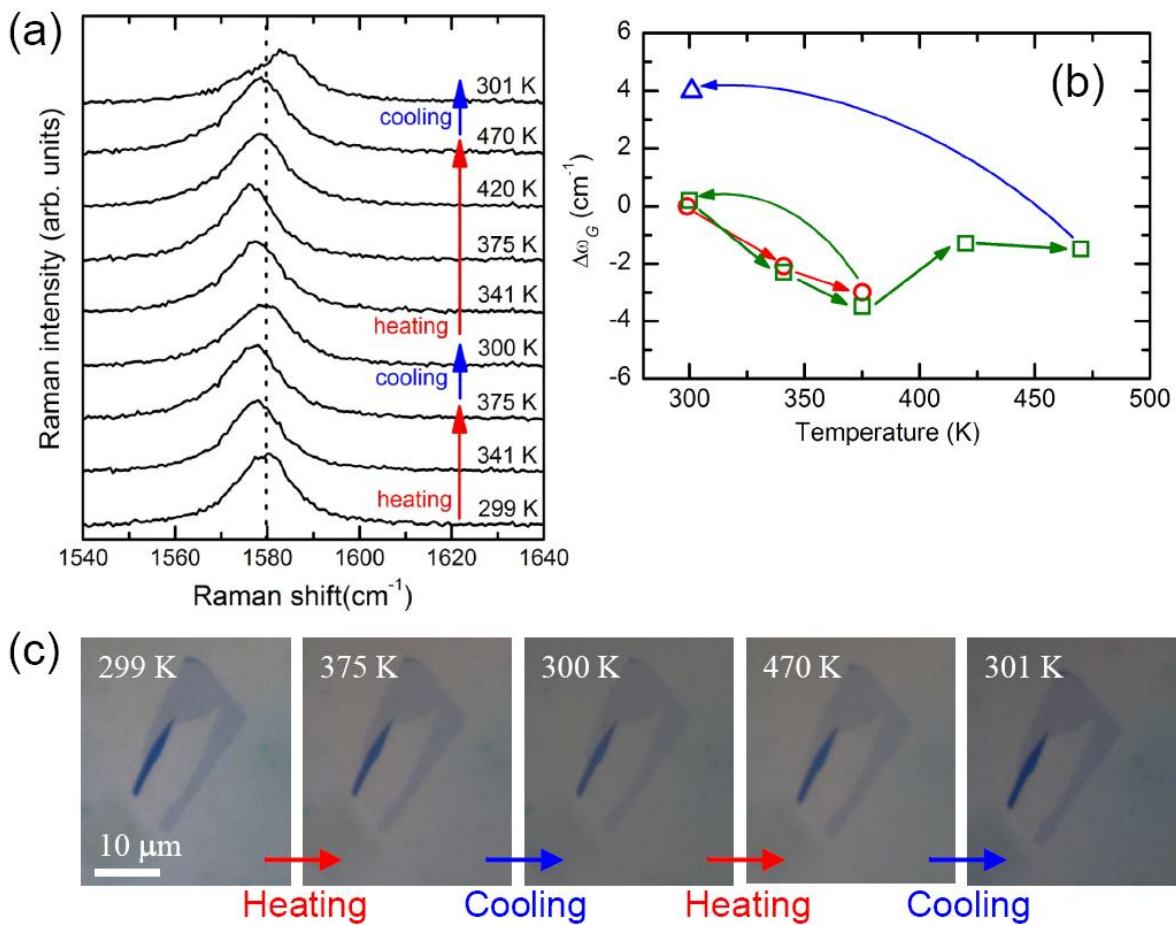 (a)
Raman intensity (arb. units)
301 K
cooling
470 K
420 K
375 K
341 K
heating
300 K
cooling
375 K
341 K
heating
299 K
1540 1560 1580 1600 1620 1640
Raman shift(cm⁻¹)
(b)
Δω_G (cm⁻¹)
6
4
2
0
-2
-4
-6
300 350 400 450 500
Temperature (K)
(c)
299 K 375 K 300 K 470 K 301 K
10 μm
Heating Cooling Heating Cooling